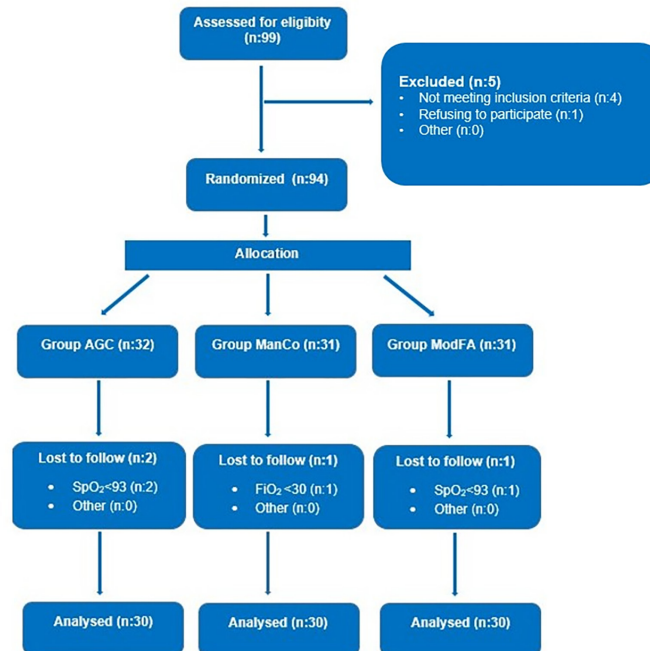 Assessed for eligibity
(n:99)
Excluded (n:5)
• Not meeting inclusion criteria (n:4)
• Refusing to participate (n:1)
• Other (n:0)
Randomized (n:94)
Allocation
Group AGC (n:32)
Group ManCo (n:31)
Group ModFA (n:31)
Lost to follow (n:2)
• SpO₂<93 (n:2)
• Other (n:0)
Lost to follow (n:1)
• FiO₂ <30 (n:1)
• Other (n:0)
Lost to follow (n:1)
• SpO₂<93 (n:1)
• Other (n:0)
Analysed (n:30)
Analysed (n:30)
Analysed (n:30)